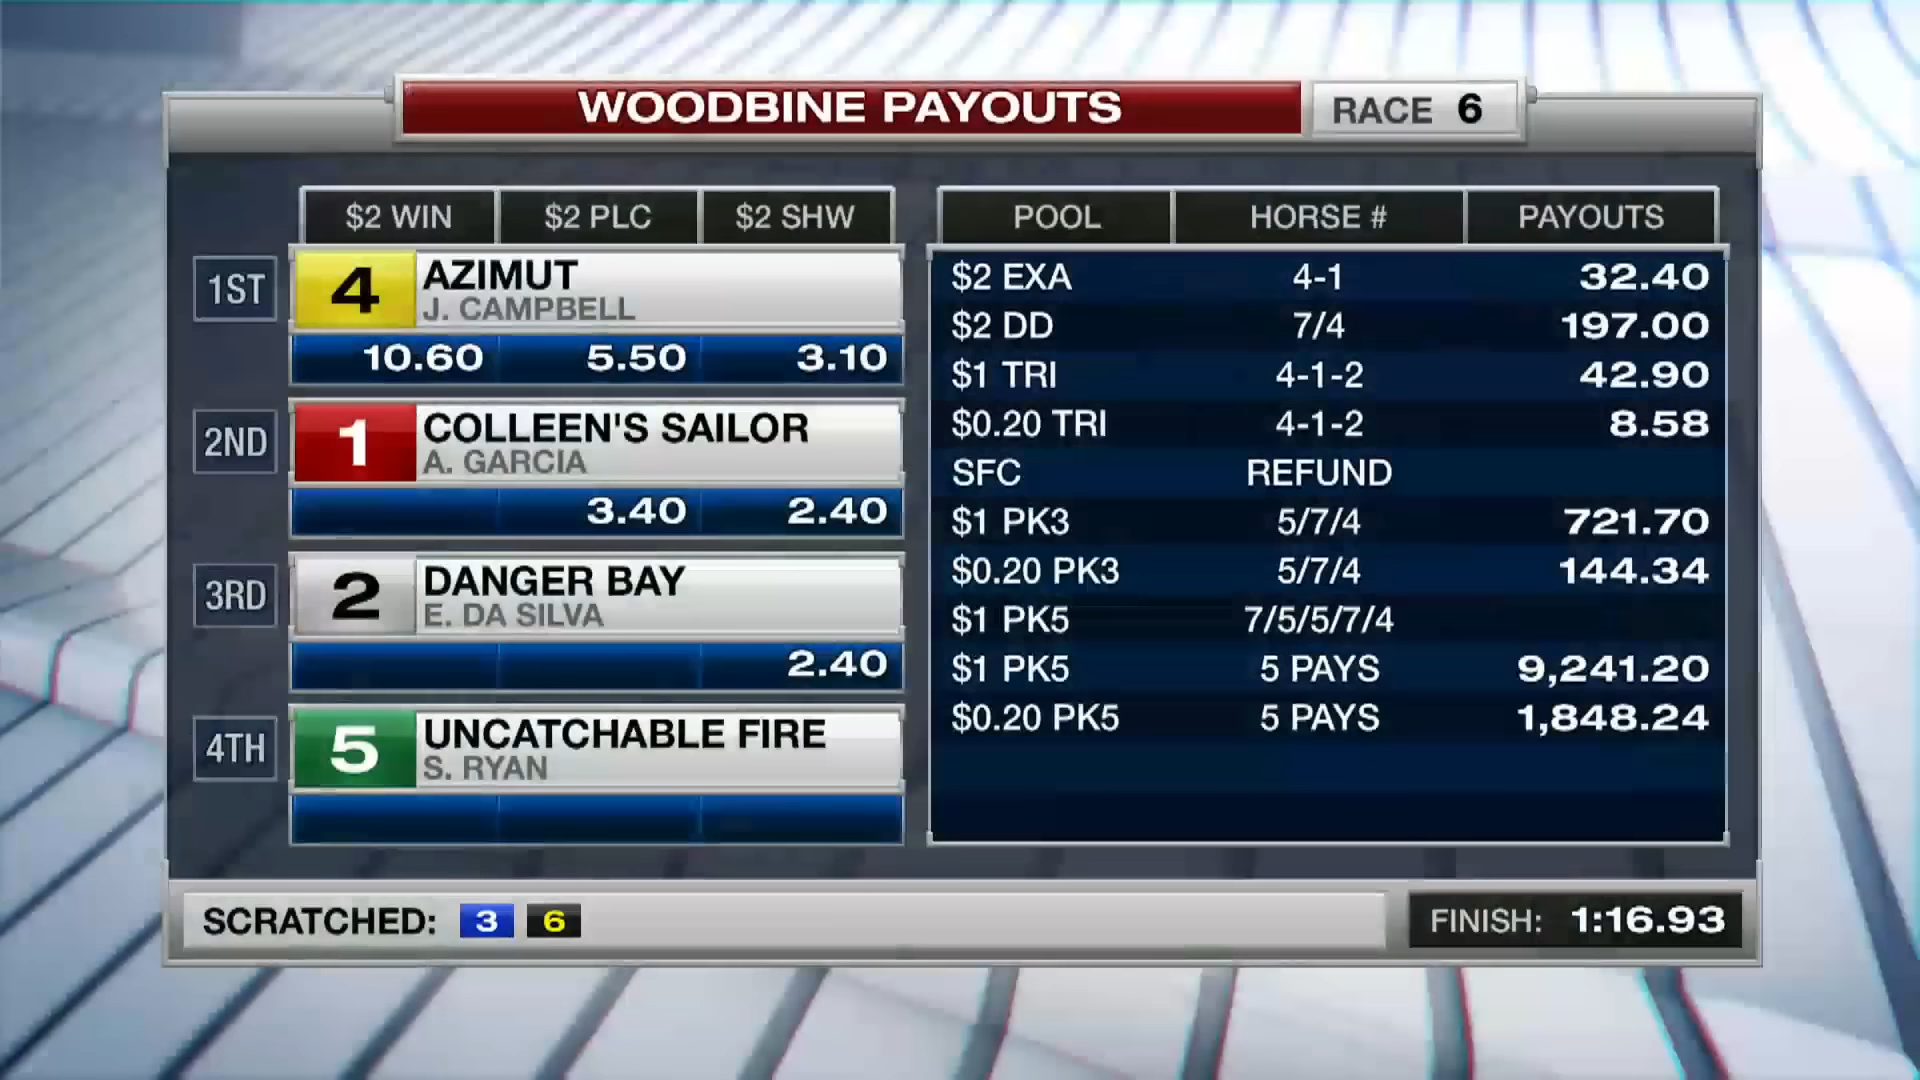 WOODBINE PAYOUTS
RACE 6
$2 WIN $2 PLC $2 SHW
1ST 4 AZIMUT
J. CAMPBELL
10.60 5.50 3.10
2ND 1 COLLEEN'S SAILOR
A. GARCIA
3.40 2.40
3RD 2 DANGER BAY
E. DA SILVA
2.40
4TH 5 UNCATCHABLE FIRE
S. RYAN
POOL HORSE # PAYOUTS
$2 EXA 4-1 32.40
$2 DD 7/4 197.00
$1 TRI 4-1-2 42.90
$0.20 TRI 4-1-2 8.58
SFC REFUND
$1 PK3 5/7/4 721.70
$0.20 PK3 5/7/4 144.34
$1 PK5 7/5/5/7/4
$1 PK5 5 PAYS 9,241.20
$0.20 PK5 5 PAYS 1,848.24
SCRATCHED: 3 6
FINISH: 1:16.93